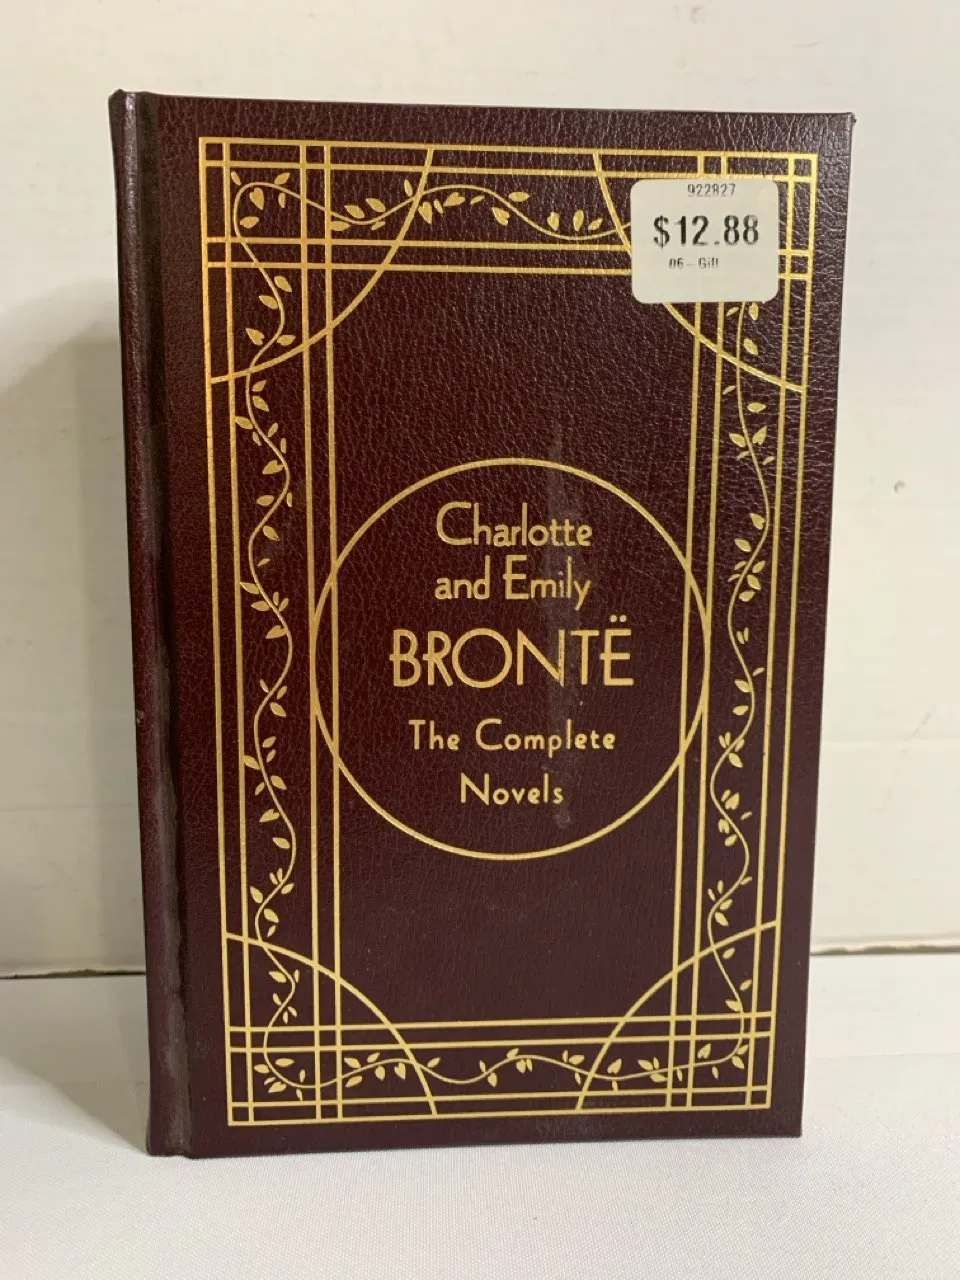 922827
$12.88
06 - Gift
Charlotte
and Emily
BRONTË
The Complete
Novels